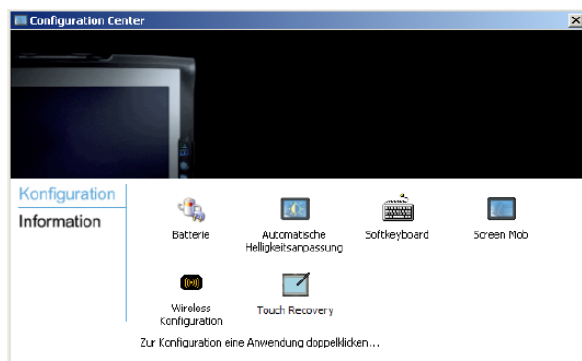 Configuration Center
Konfiguration
Information
Batterie
Automatische
Helligkeitsanpassung
Softkeyboard
Screen Mob
Wireless
Konfiguration
Touch Recovery
Zur Konfiguration eine Anwendung doppelklicken...